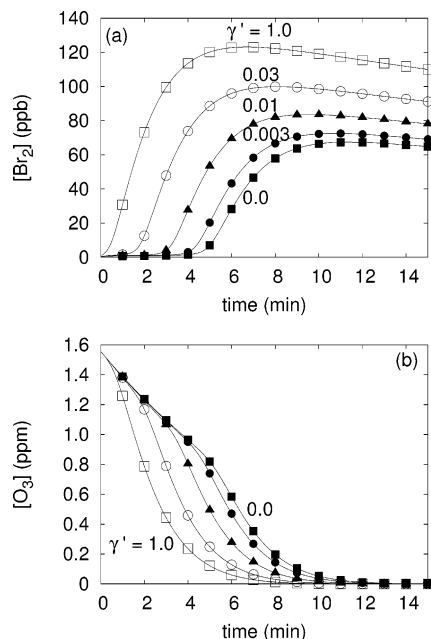 140
120
100
80
60
40
20
0
[Br2] (ppb)
(a)
γ' = 1.0
0.03
0.01
0.003
0.0
0 2 4 6 8 10 12 14
time (min)
1.6
1.4
1.2
1.0
0.8
0.6
0.4
0.2
0
[O3] (ppm)
(b)
0.0
γ' = 1.0
0 2 4 6 8 10 12 14
time (min)